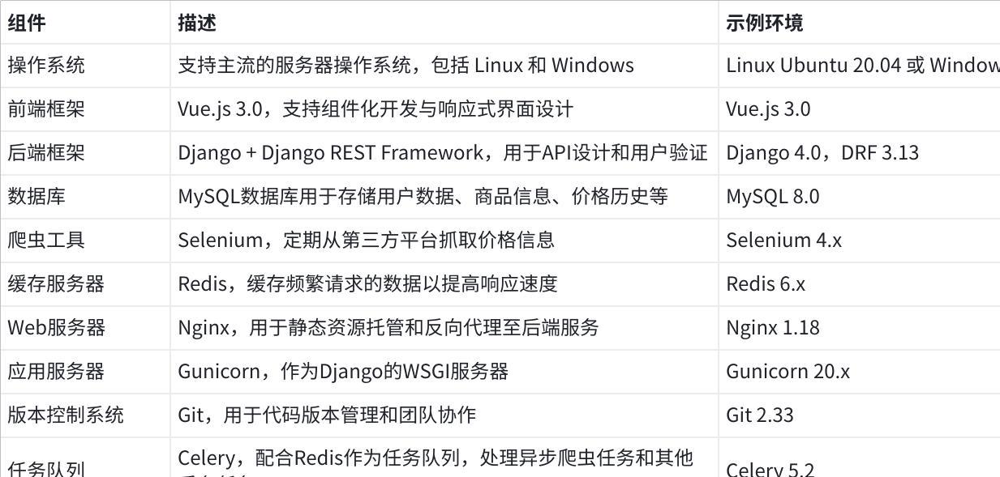 组件 描述 示例环境
操作系统 支持主流的服务器操作系统，包括 Linux 和 Windows Linux Ubuntu 20.04 或 Window
前端框架 Vue.js 3.0，支持组件化开发与响应式界面设计 Vue.js 3.0
后端框架 Django + Django REST Framework，用于API设计和用户验证 Django 4.0，DRF 3.13
数据库 MySQL数据库用于存储用户数据、商品信息、价格历史等 MySQL 8.0
爬虫工具 Selenium，定期从第三方平台抓取价格信息 Selenium 4.x
缓存服务器 Redis，缓存频繁请求的数据以提高响应速度 Redis 6.x
Web服务器 Nginx，用于静态资源托管和反向代理至后端服务 Nginx 1.18
应用服务器 Gunicorn，作为Django的WSGI服务器 Gunicorn 20.x
版本控制系统 Git，用于代码版本管理和团队协作 Git 2.33
任务队列 Celery，配合Redis作为任务队列，处理异步爬虫任务和其他 Celery 5.2